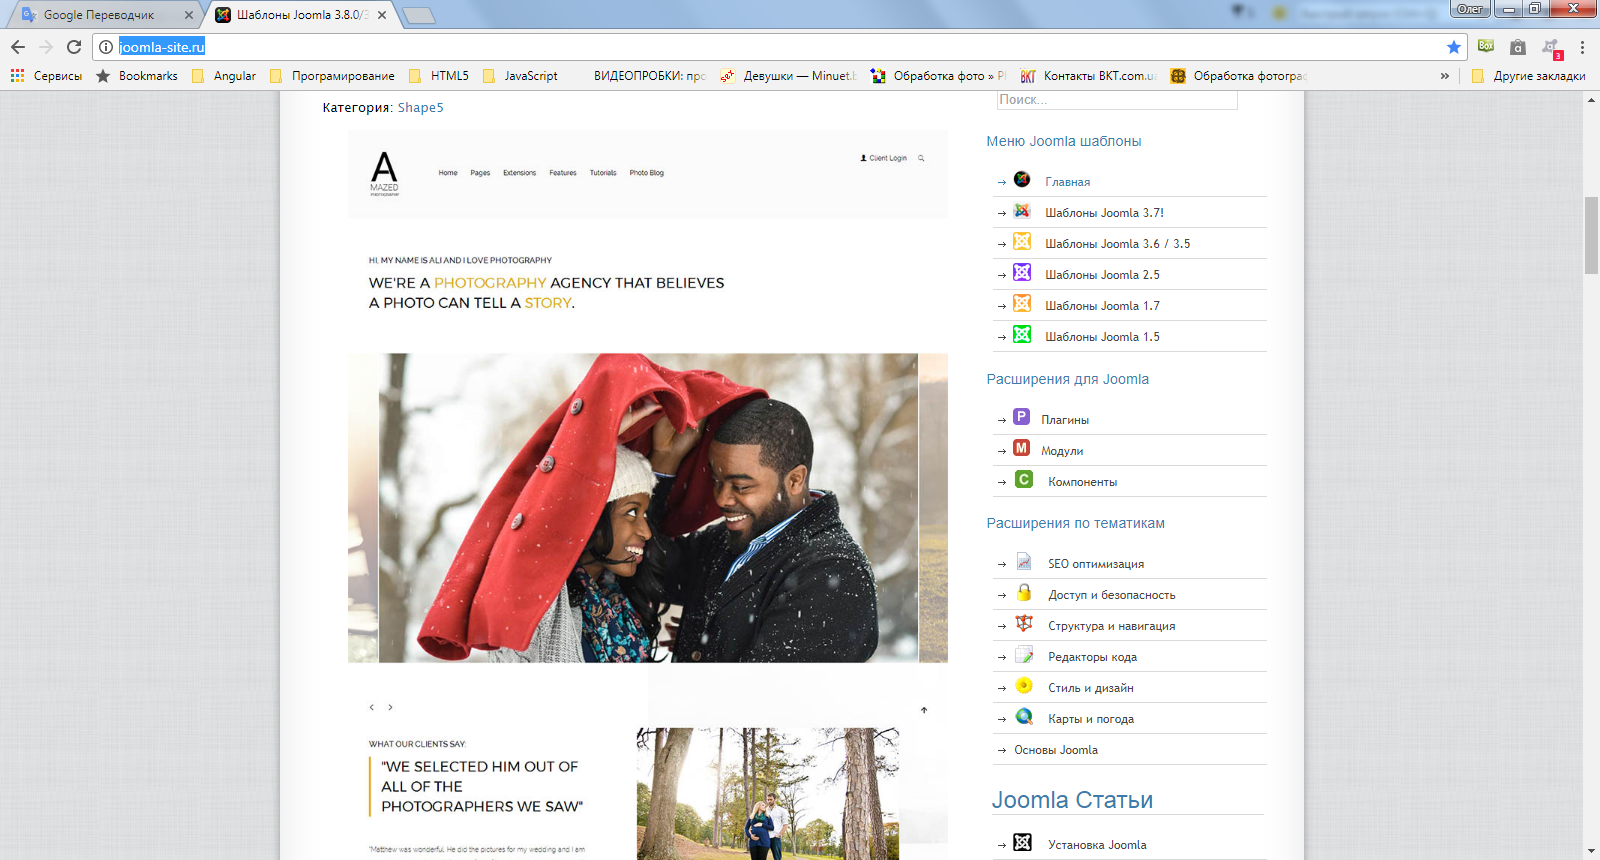 Google Переводчик
Шаблоны Joomla 3.8.0/3
Олег
joomla-site.ru
Box
a
3
Сервисы
Bookmarks
Angular
Програмирование
HTML5
JavaScript
ВИДЕОПРОБКИ: про
Девушки — Minuet.b
Обработка фото » Р
ВКТ
Контакты BKT.com.ua
Обработка фотограф
»
Другие закладки
Категория: Shape5
A
MAZED
PHOTOGRAPHY
Home
Pages
Extensions
Features
Tutorials
Photo Blog
Client Login
HI, MY NAME IS ALI AND I LOVE PHOTOGRAPHY
WE'RE A PHOTOGRAPHY AGENCY THAT BELIEVES
A PHOTO CAN TELL A STORY.
WHAT OUR CLIENTS SAY:
"WE SELECTED HIM OUT OF
ALL OF THE
PHOTOGRAPHERS WE SAW"
"Matthew was wonderful. He did the pictures for my wedding and I am
Поиск...
Меню Joomla шаблоны
Главная
Шаблоны Joomla 3.7!
Шаблоны Joomla 3.6 / 3.5
Шаблоны Joomla 2.5
Шаблоны Joomla 1.7
Шаблоны Joomla 1.5
Расширения для Joomla
P Плагины
M Модули
C Компоненты
Расширения по тематикам
SEO оптимизация
Доступ и безопасность
Структура и навигация
Редакторы кода
Стиль и дизайн
Карты и погода
Основы Joomla
Joomla Статьи
Установка Joomla